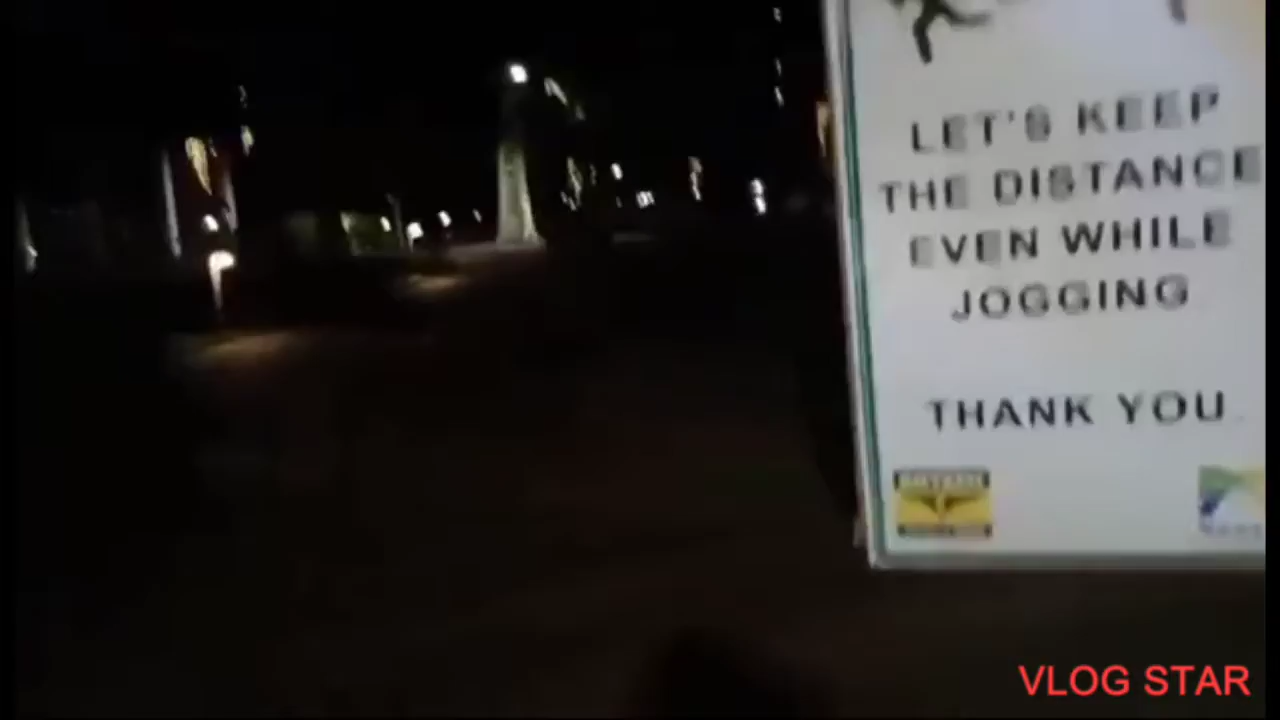 LET'S KEEP
THE DISTANCE
EVEN WHILE
JOGGING
THANK YOU
VLOG STAR